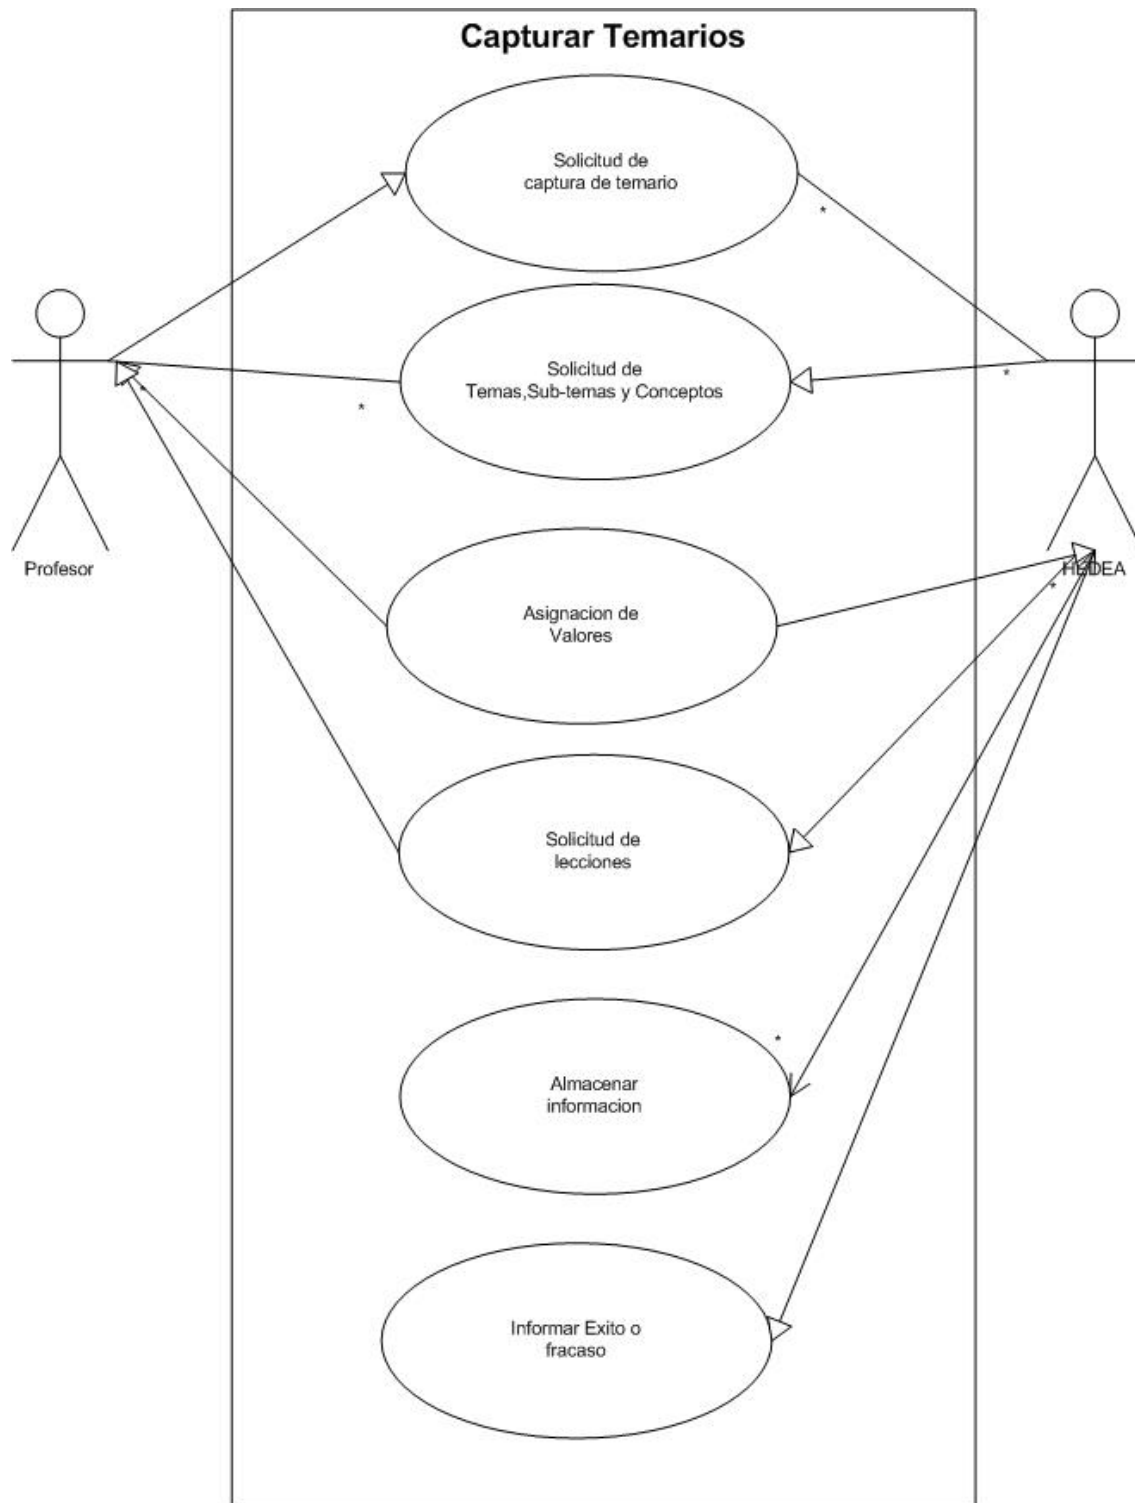 Capturar Temarios
Solicitud de
captura de temario
*
Solicitud de
Temas,Sub-temas y Conceptos
*
*
*
Profesor
HEDEA
*
Asignacion de
Valores
Solicitud de
lecciones
*
Almacenar
informacion
Informar Exito o
fracaso